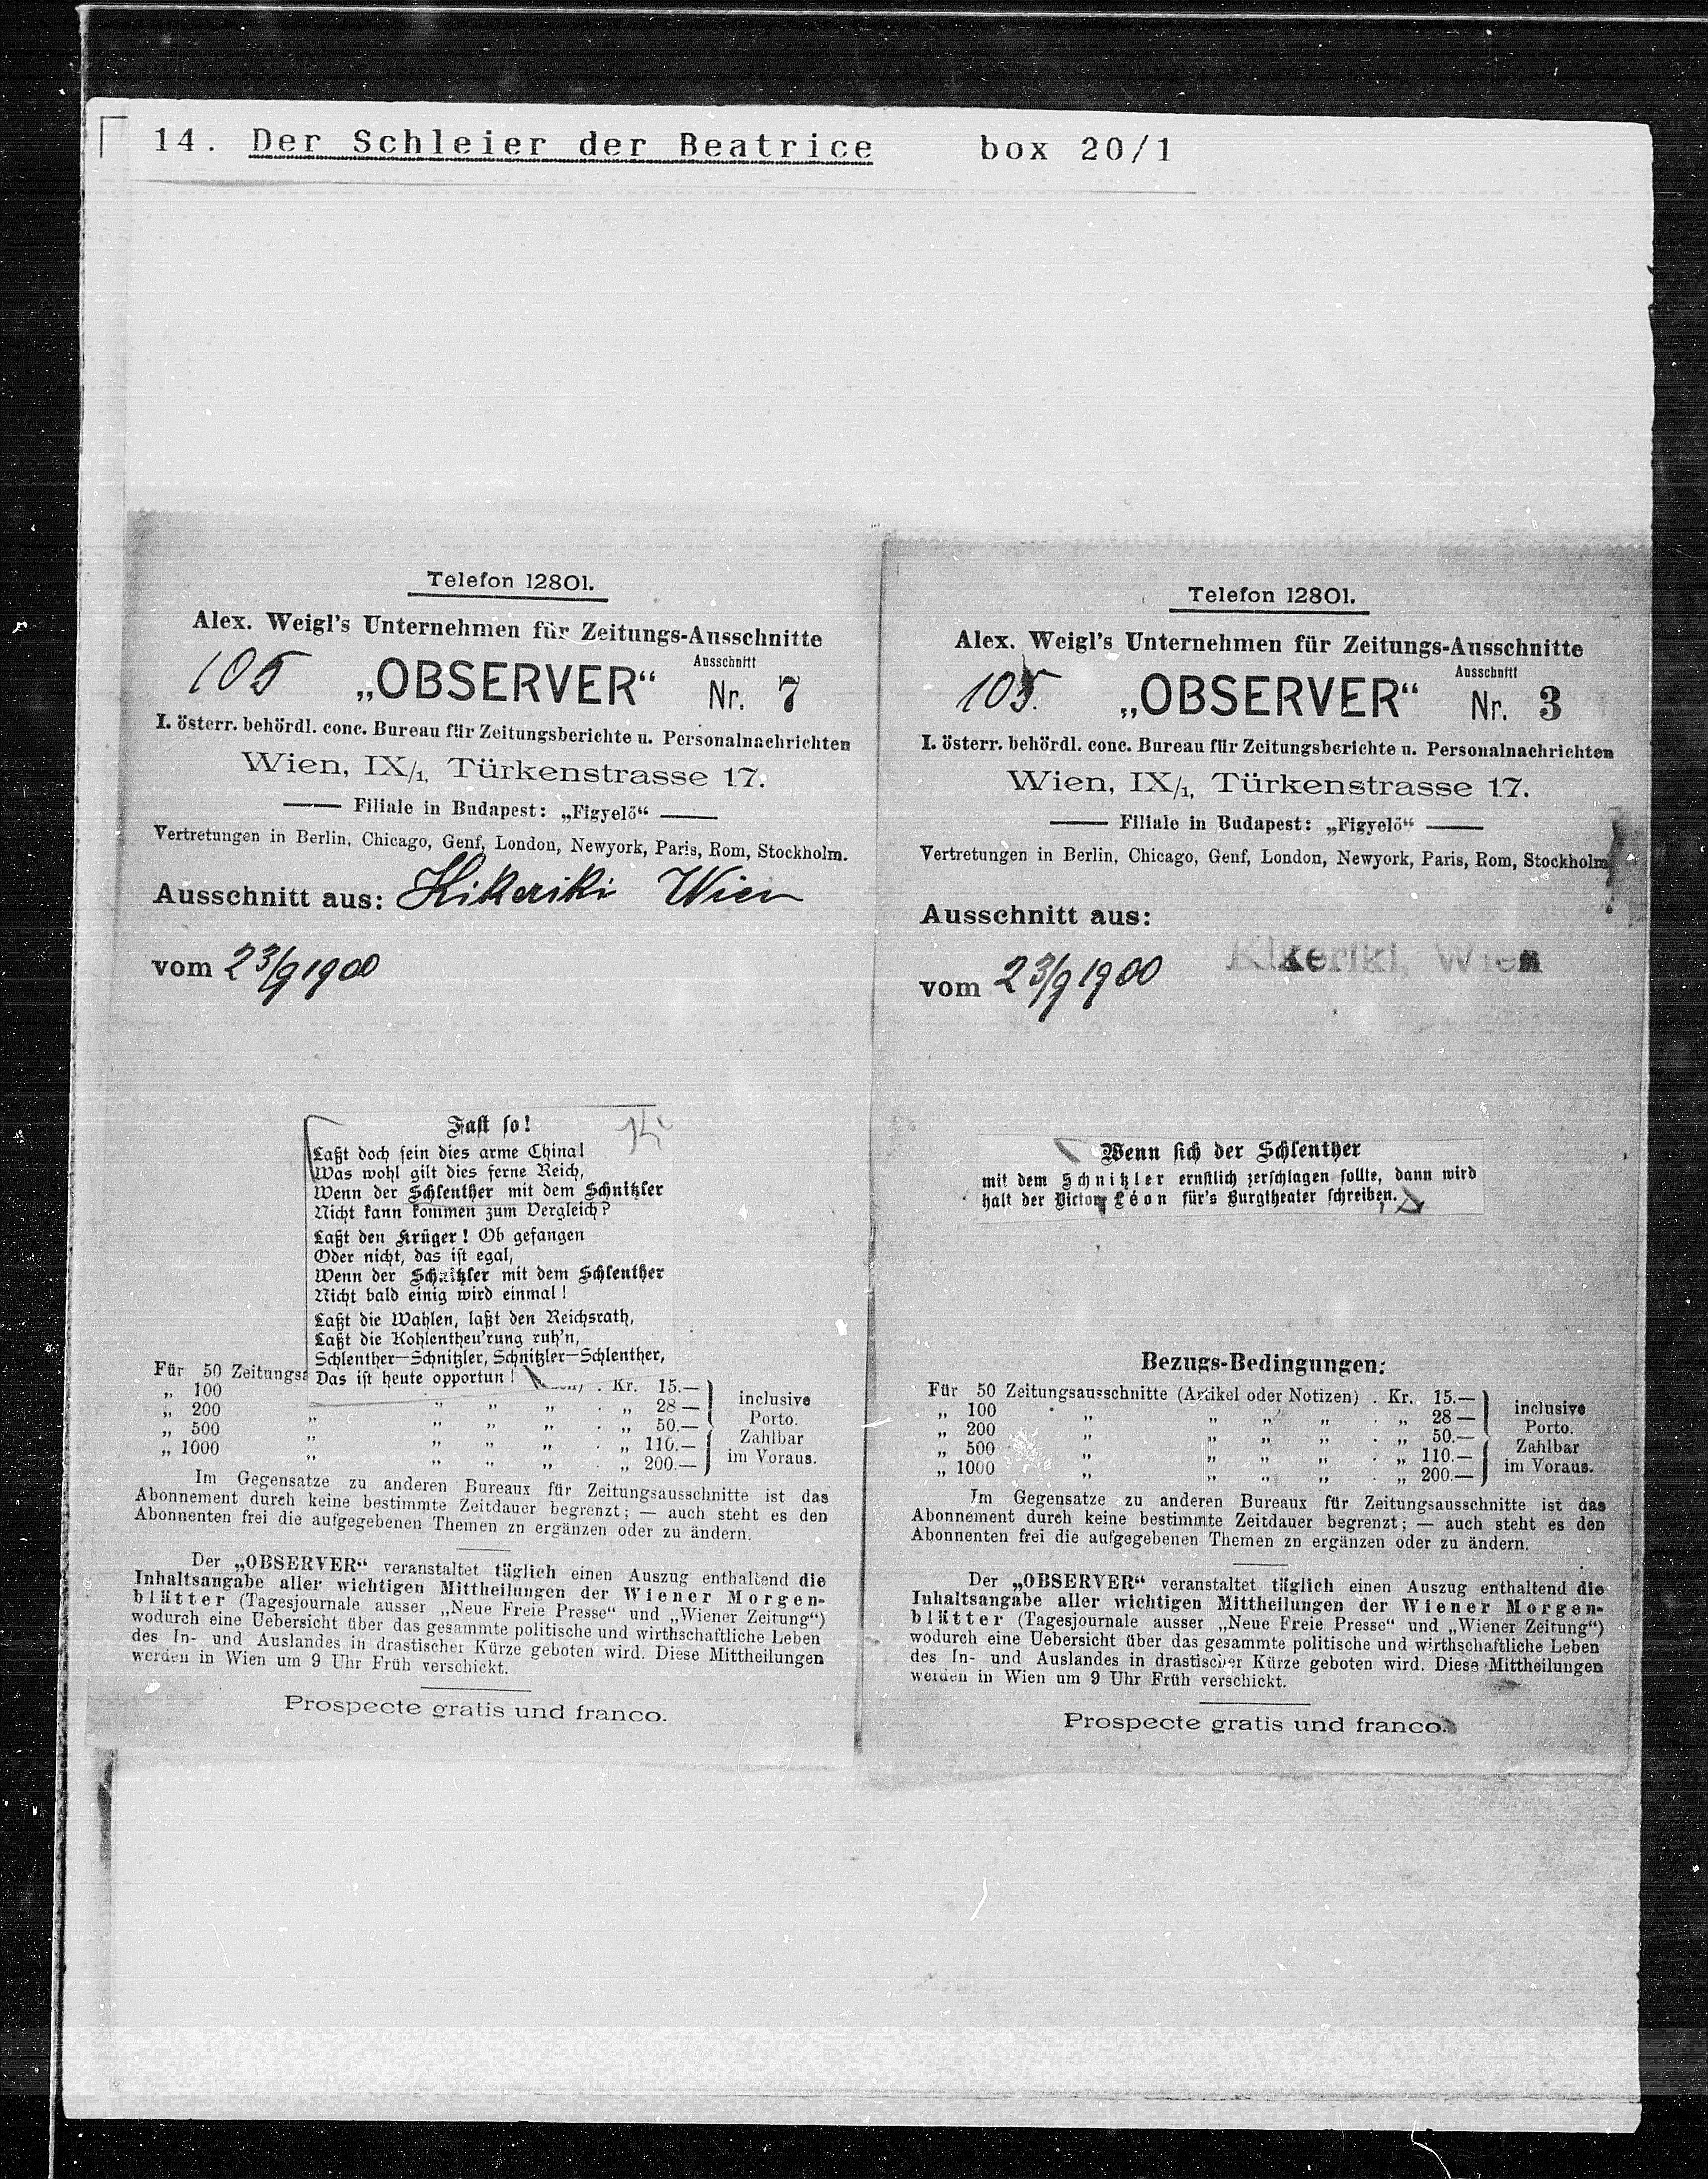 14. Der Schleier der Beatrice box 20/1
Telefon 12801.
Alex. Weigl's Unternehmen für Zeitungs-Ausschnitte
105 „OBSERVER“ Ausschnitt Nr. 7
I. österr. behördl. conc. Bureau für Zeitungsberichte u. Personalnachrichten
Wien, IX/1, Türkenstrasse 17.
Filiale in Budapest: „Figyelő“
Vertretungen in Berlin, Chicago, Genf, London, Newyork, Paris, Rom, Stockholm.
Ausschnitt aus: Kikeriki Wien
vom 23/9 1900
Fast so!
Laßt doch sein dies arme China!
Was wohl gilt dies ferne Reich,
Wenn der Schlenther mit dem Schnitzler
Nicht kann kommen zum Vergleich?
Laßt den Krüger! Ob gefangen
Oder nicht, das ist egal,
Wenn der Schnitzler mit dem Schlenther
Nicht bald einig wird einmal!
Laßt die Wahlen, laßt den Reichsrath,
Laßt die Kohlentheu'rung ruh'n,
Schlenther—Schnitzler, Schnitzler—Schlenther,
Das ist heute opportun!
Für 50 Zeitungsa . Kr. 15.—
„ 100 „ „ „ . „ 28 —
„ 200 „ „ „ „ . „ 50.—
„ 500 „ „ „ „ . „ 110.—
„ 1000 „ „ „ „ . „ 200.—
inclusive
Porto.
Zahlbar
im Voraus.
Im Gegensatze zu anderen Bureaux für Zeitungsausschnitte ist das
Abonnement durch keine bestimmte Zeitdauer begrenzt; — auch steht es den
Abonnenten frei die aufgegebenen Themen zn ergänzen oder zu ändern.
Der „OBSERVER“ veranstaltet täglich einen Auszug enthaltend die
Inhaltsangabe aller wichtigen Mittheilungen der Wiener Morgen-
blätter (Tagesjournale ausser „Neue Freie Presse“ und „Wiener Zeitung“)
wodurch eine Uebersicht über das gesammte politische und wirthschaftliche Leben
des In- und Auslandes in drastischer Kürze geboten wird. Diese Mittheilungen
werden in Wien um 9 Uhr Früh verschickt.
Prospecte gratis und franco.
Telefon 12801.
Alex. Weigl's Unternehmen für Zeitungs-Ausschnitte
105. „OBSERVER“ Ausschnitt Nr. 3
I. österr. behördl. conc. Bureau für Zeitungsberichte u. Personalnachrichten
Wien, IX/1, Türkenstrasse 17.
Filiale in Budapest: „Figyelő“
Vertretungen in Berlin, Chicago, Genf, London, Newyork, Paris, Rom, Stockholm
Ausschnitt aus:
Kikeriki, Wien
vom 23/9 1900
Wenn sich der Schlenther
mit dem Schnitzler ernstlich zerschlagen sollte, dann wird
halt der Victor Léon für's Burgtheater schreiben.
Bezugs-Bedingungen:
Für 50 Zeitungsausschnitte (Artikel oder Notizen) . Kr. 15.—
„ 100 „ „ „ „ . „ 28 —
„ 200 „ „ „ „ . „ 50.—
„ 500 „ „ „ „ . „ 110.—
„ 1000 „ „ „ „ . „ 200.—
inclusive
Porto.
Zahlbar
im Voraus.
Im Gegensatze zu anderen Bureaux für Zeitungsausschnitte ist das
Abonnement durch keine bestimmte Zeitdauer begrenzt; — auch steht es den
Abonnenten frei die aufgegebenen Themen zn ergänzen oder zu ändern.
Der „OBSERVER“ veranstaltet täglich einen Auszug enthaltend die
Inhaltsangabe aller wichtigen Mittheilungen der Wiener Morgen-
blätter (Tagesjournale ausser „Neue Freie Presse“ und „Wiener Zeitung“)
wodurch eine Uebersicht über das gesammte politische und wirthschaftliche Leben
des In- und Auslandes in drastischer Kürze geboten wird. Diese Mittheilungen
werden in Wien um 9 Uhr Früh verschickt.
Prospecte gratis und franco.